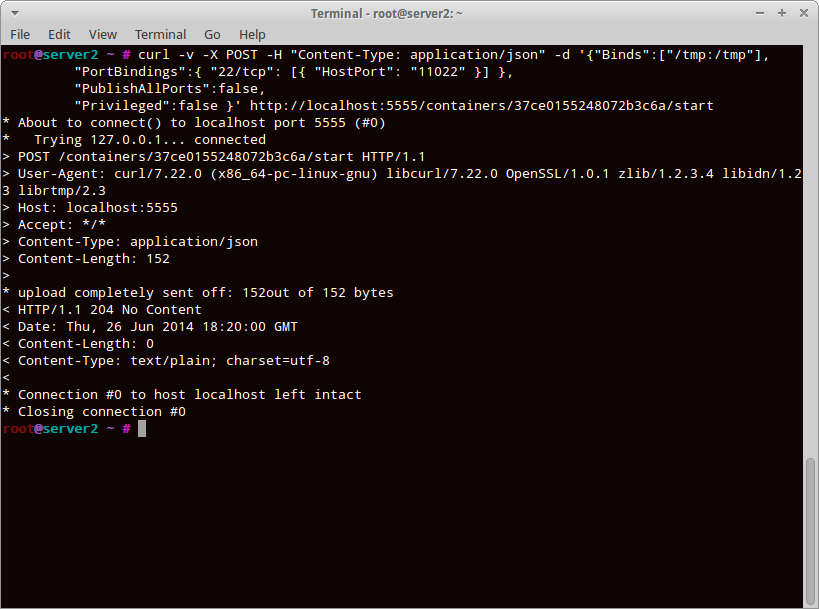 Terminal - root@server2: ~
File Edit View Terminal Go Help
root@server2 ~ # curl -v -X POST -H "Content-Type: application/json" -d '{"Binds":["/tmp:/tmp"],
"PortBindings":{ "22/tcp": [{ "HostPort": "11022" }] },
"PublishAllPorts":false,
"Privileged":false }' http://localhost:5555/containers/37ce0155248072b3c6a/start
* About to connect() to localhost port 5555 (#0)
*   Trying 127.0.0.1... connected
> POST /containers/37ce0155248072b3c6a/start HTTP/1.1
> User-Agent: curl/7.22.0 (x86_64-pc-linux-gnu) libcurl/7.22.0 OpenSSL/1.0.1 zlib/1.2.3.4 libidn/1.2
3 librtmp/2.3
> Host: localhost:5555
> Accept: */*
> Content-Type: application/json
> Content-Length: 152
>
* upload completely sent off: 152out of 152 bytes
< HTTP/1.1 204 No Content
< Date: Thu, 26 Jun 2014 18:20:00 GMT
< Content-Length: 0
< Content-Type: text/plain; charset=utf-8
<
* Connection #0 to host localhost left intact
* Closing connection #0
root@server2 ~ #